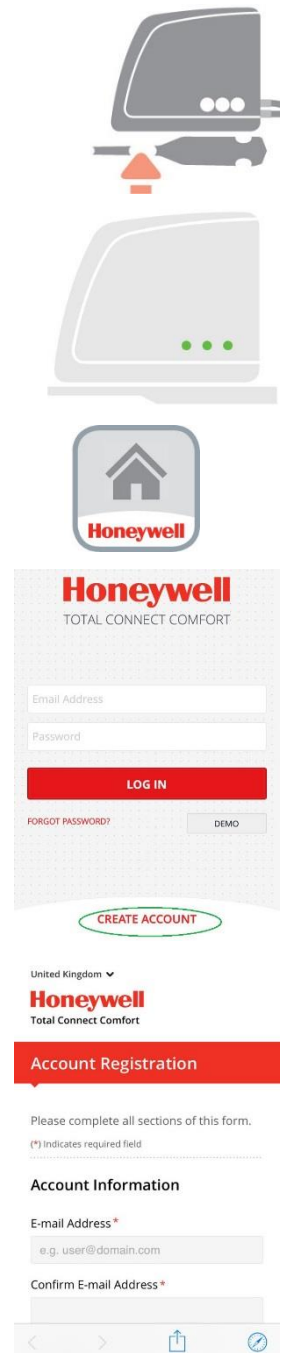 Honeywell
Honeywell
TOTAL CONNECT COMFORT
Email Address
Password
LOG IN
FORGOT PASSWORD?
DEMO
CREATE ACCOUNT
United Kingdom
Honeywell
Total Connect Comfort
Account Registration
Please complete all sections of this form.
(*) Indicates required field
Account Information
E-mail Address*
e.g. user@domain.com
Confirm E-mail Address*